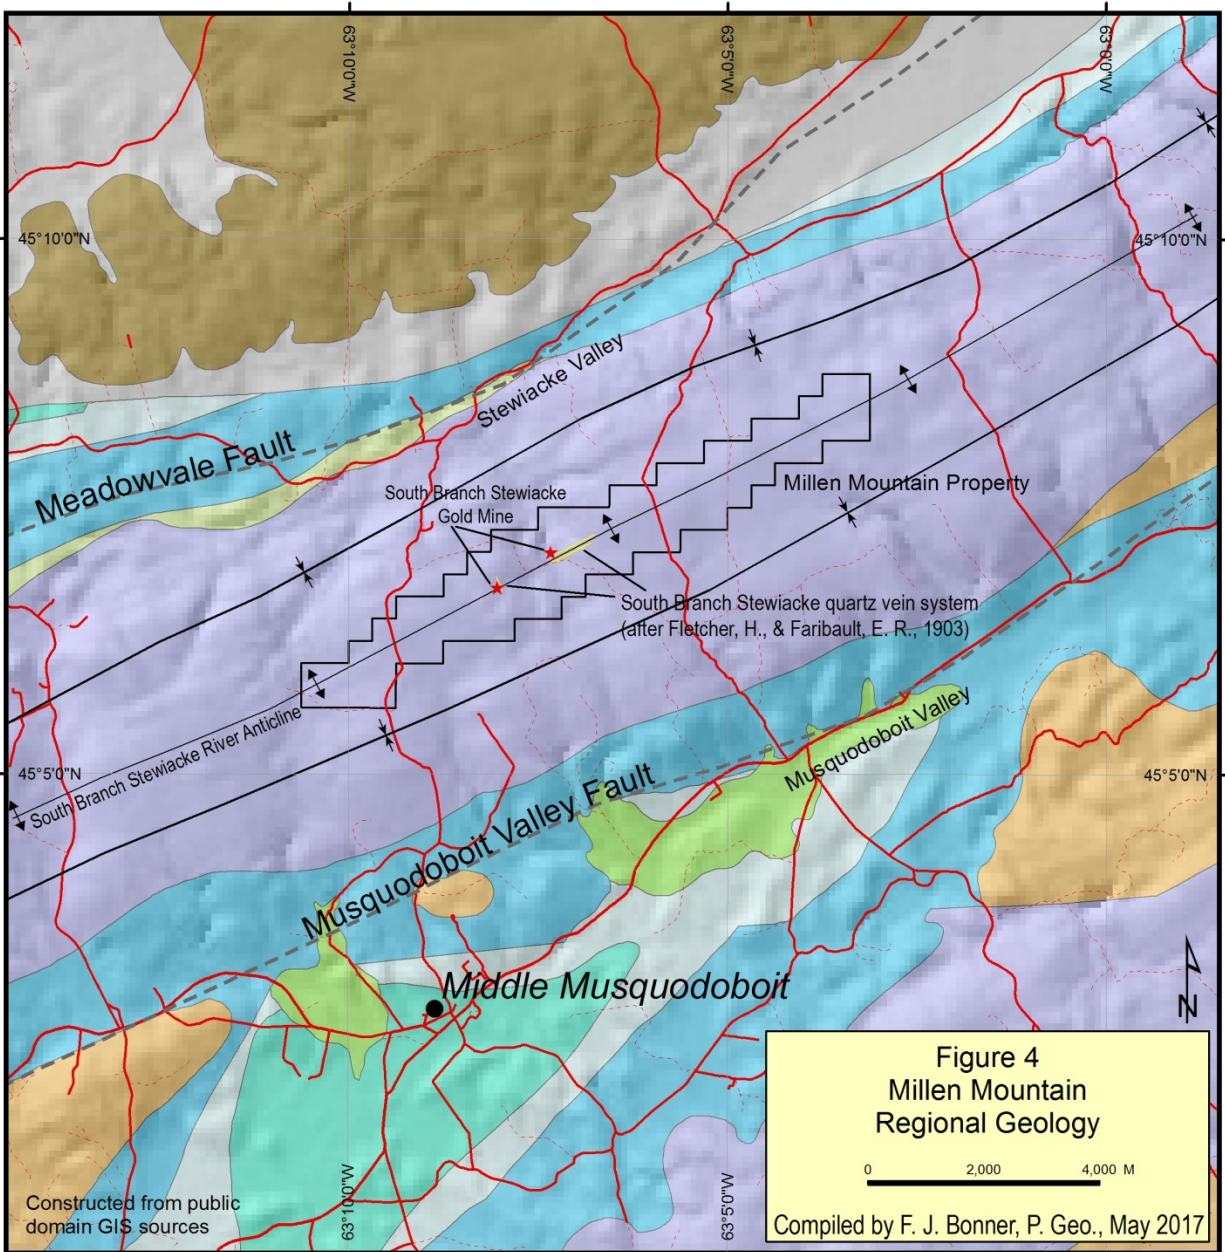 63°10'0"W
63°5'0"W
63°0'0"W
45°10'0"N
45°10'0"N
Stewiacke Valley
Meadowvale Fault
South Branch Stewiacke
Gold Mine
Millen Mountain Property
South Branch Stewiacke quartz vein system
(after Fletcher, H., & Faribault, E. R., 1903)
South Branch Stewiacke River Anticline
45°5'0"N
45°5'0"N
Musquodoboit Valley
Musquodoboit Valley Fault
Middle Musquodoboit
N
Figure 4
Millen Mountain
Regional Geology
0 2,000 4,000 M
Compiled by F. J. Bonner, P. Geo., May 2017
Constructed from public
domain GIS sources
63°10'0"W
63°5'0"W